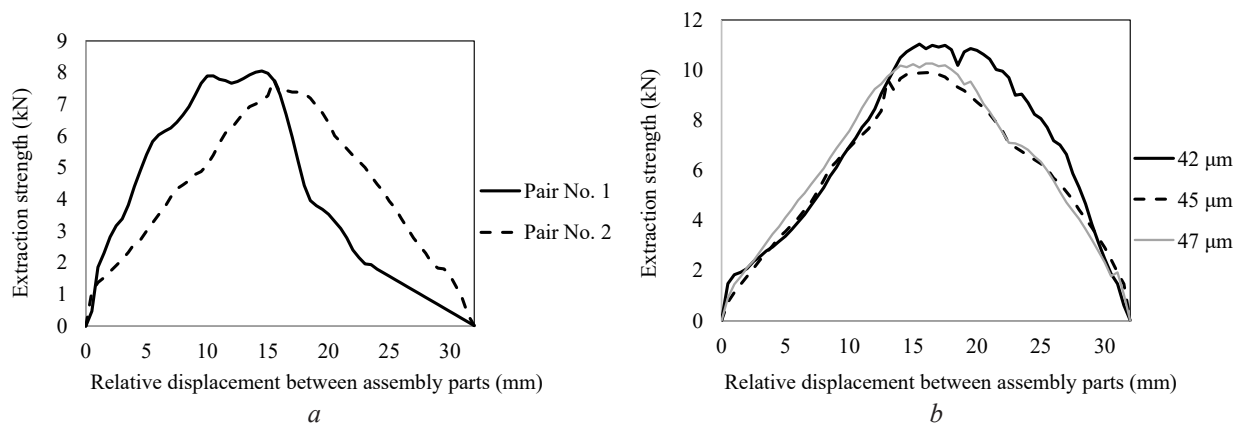 9
8
7
6
5
4
3
2
1
0
0 5 10 15 20 25 30
Extraction strength (kN)
Relative displacement between assembly parts (mm)
Pair No. 1
Pair No. 2
a
12
10
8
6
4
2
0
0 5 10 15 20 25 30
Extraction strength (kN)
Relative displacement between assembly parts (mm)
42 μm
45 μm
47 μm
b